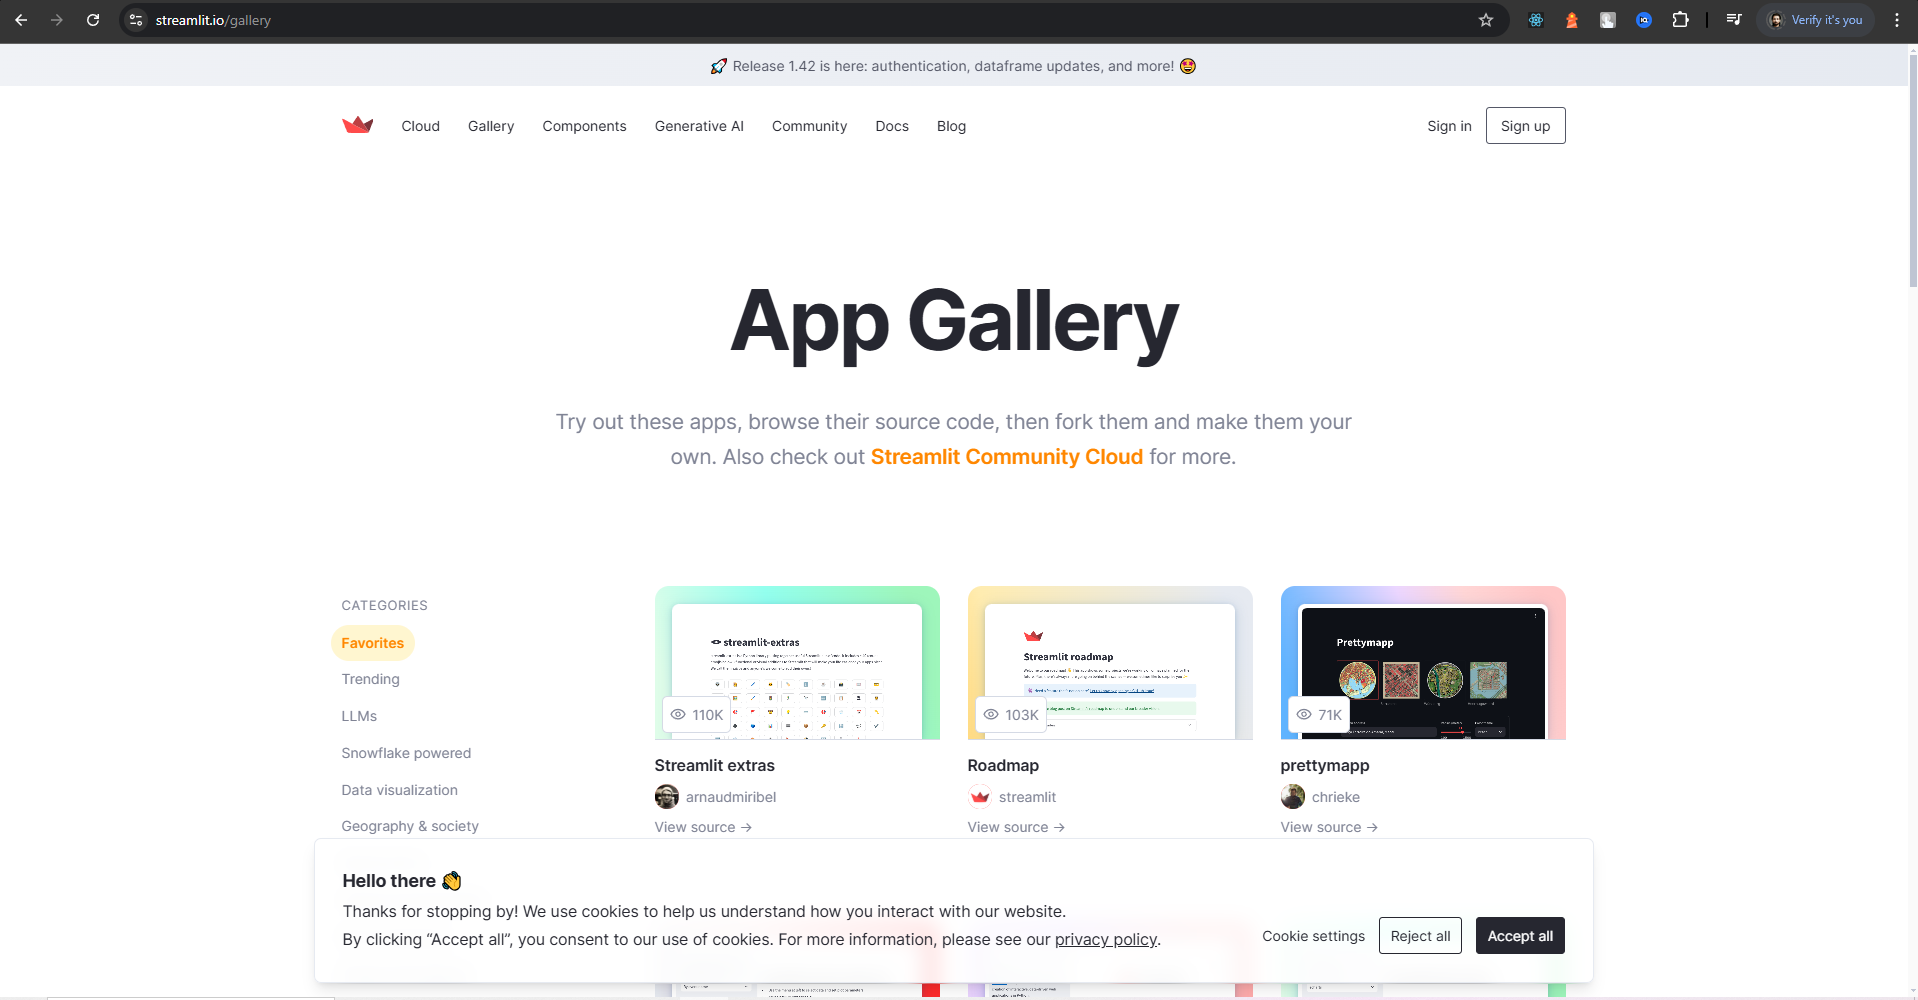 streamlit.io/gallery
Verify it's you
🚀 Release 1.42 is here: authentication, dataframe updates, and more! 🤩
Cloud
Gallery
Components
Generative AI
Community
Docs
Blog
Sign in
Sign up
App Gallery
Try out these apps, browse their source code, then fork them and make them your
own. Also check out Streamlit Community Cloud for more.
CATEGORIES
Favorites
Trending
LLMs
Snowflake powered
Data visualization
Geography & society
streamlit-extras
110K
Streamlit extras
arnaudmiribel
View source →
Streamlit roadmap
103K
Roadmap
streamlit
View source →
Prettymapp
71K
prettymapp
chrieke
View source →
Hello there 👋
Thanks for stopping by! We use cookies to help us understand how you interact with our website.
By clicking “Accept all”, you consent to our use of cookies. For more information, please see our privacy policy.
Cookie settings
Reject all
Accept all